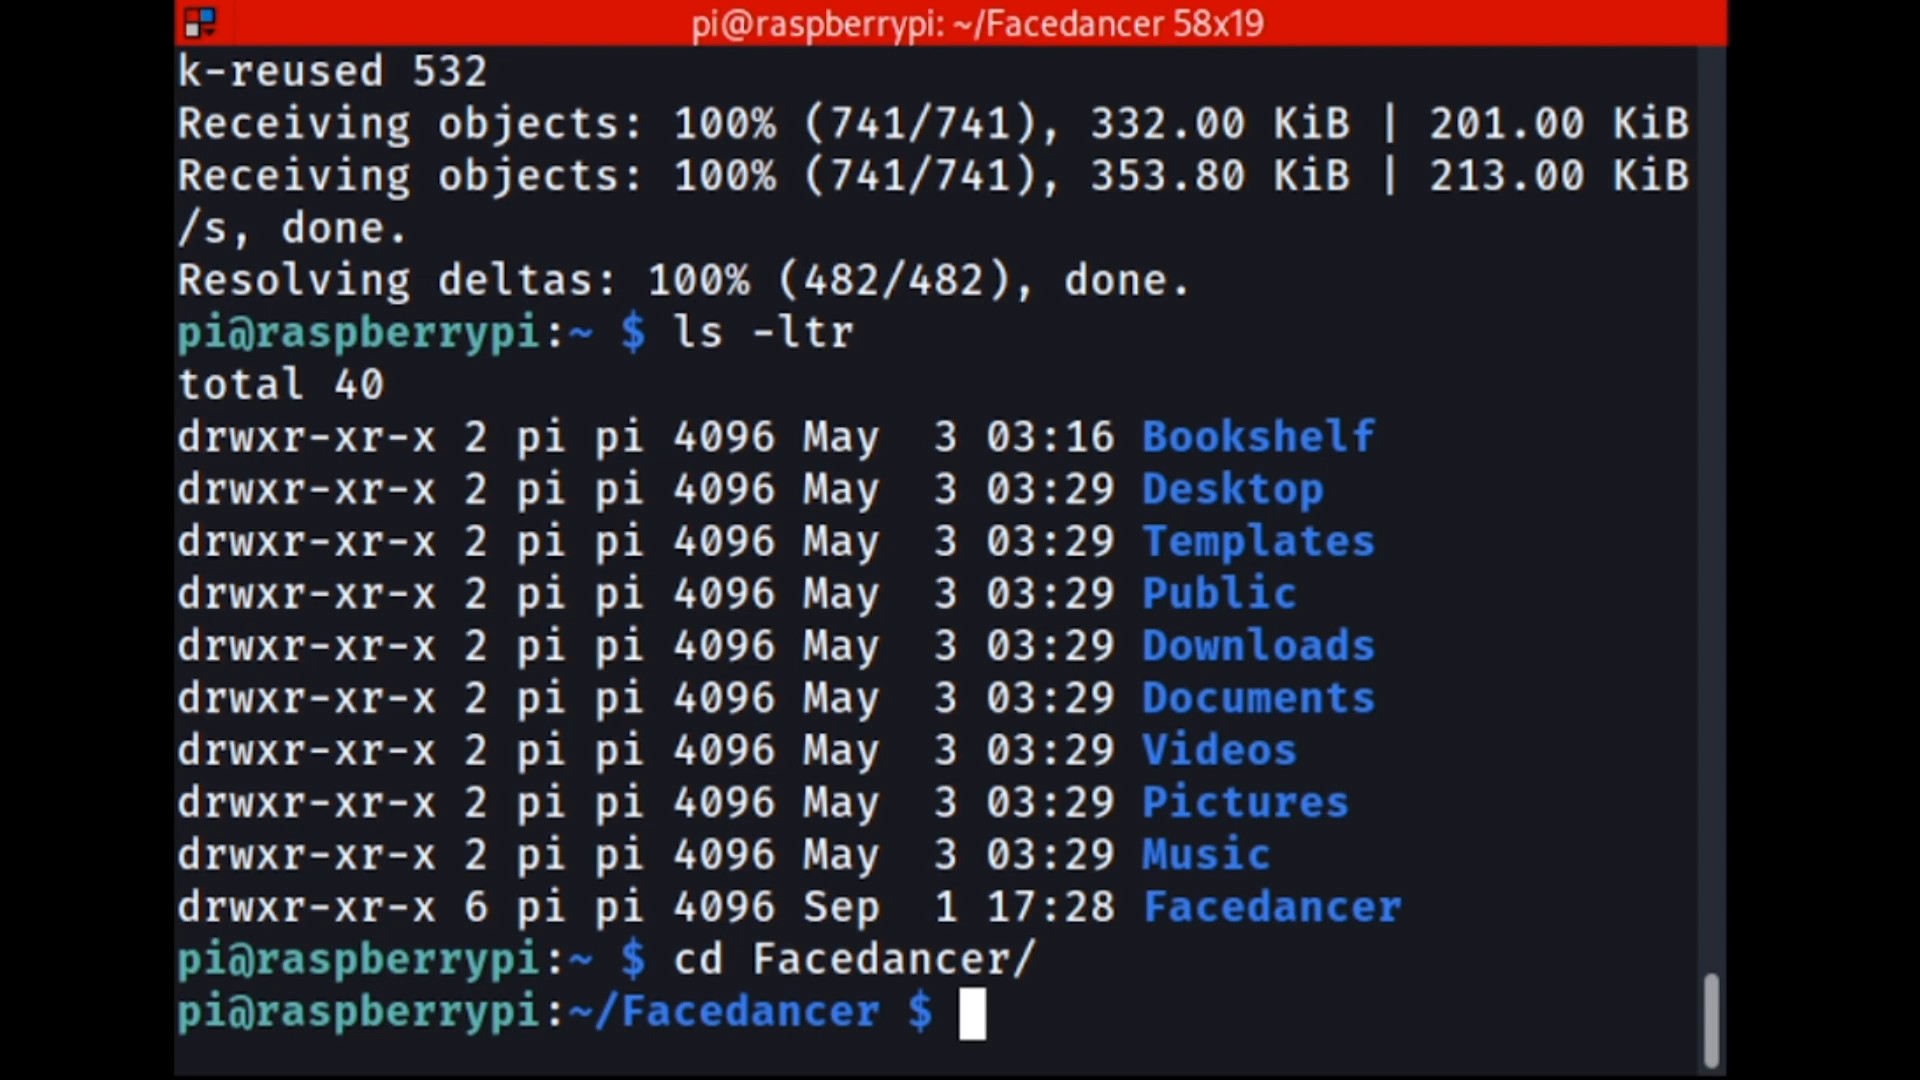 pi@raspberrypi: ~/Facedancer 58x19
k-reused 532
Receiving objects: 100% (741/741), 332.00 KiB | 201.00 KiB
Receiving objects: 100% (741/741), 353.80 KiB | 213.00 KiB
/s, done.
Resolving deltas: 100% (482/482), done.
pi@raspberrypi:~ $ ls -ltr
total 40
drwxr-xr-x 2 pi pi 4096 May  3 03:16 Bookshelf
drwxr-xr-x 2 pi pi 4096 May  3 03:29 Desktop
drwxr-xr-x 2 pi pi 4096 May  3 03:29 Templates
drwxr-xr-x 2 pi pi 4096 May  3 03:29 Public
drwxr-xr-x 2 pi pi 4096 May  3 03:29 Downloads
drwxr-xr-x 2 pi pi 4096 May  3 03:29 Documents
drwxr-xr-x 2 pi pi 4096 May  3 03:29 Videos
drwxr-xr-x 2 pi pi 4096 May  3 03:29 Pictures
drwxr-xr-x 2 pi pi 4096 May  3 03:29 Music
drwxr-xr-x 6 pi pi 4096 Sep  1 17:28 Facedancer
pi@raspberrypi:~ $ cd Facedancer/
pi@raspberrypi:~/Facedancer $